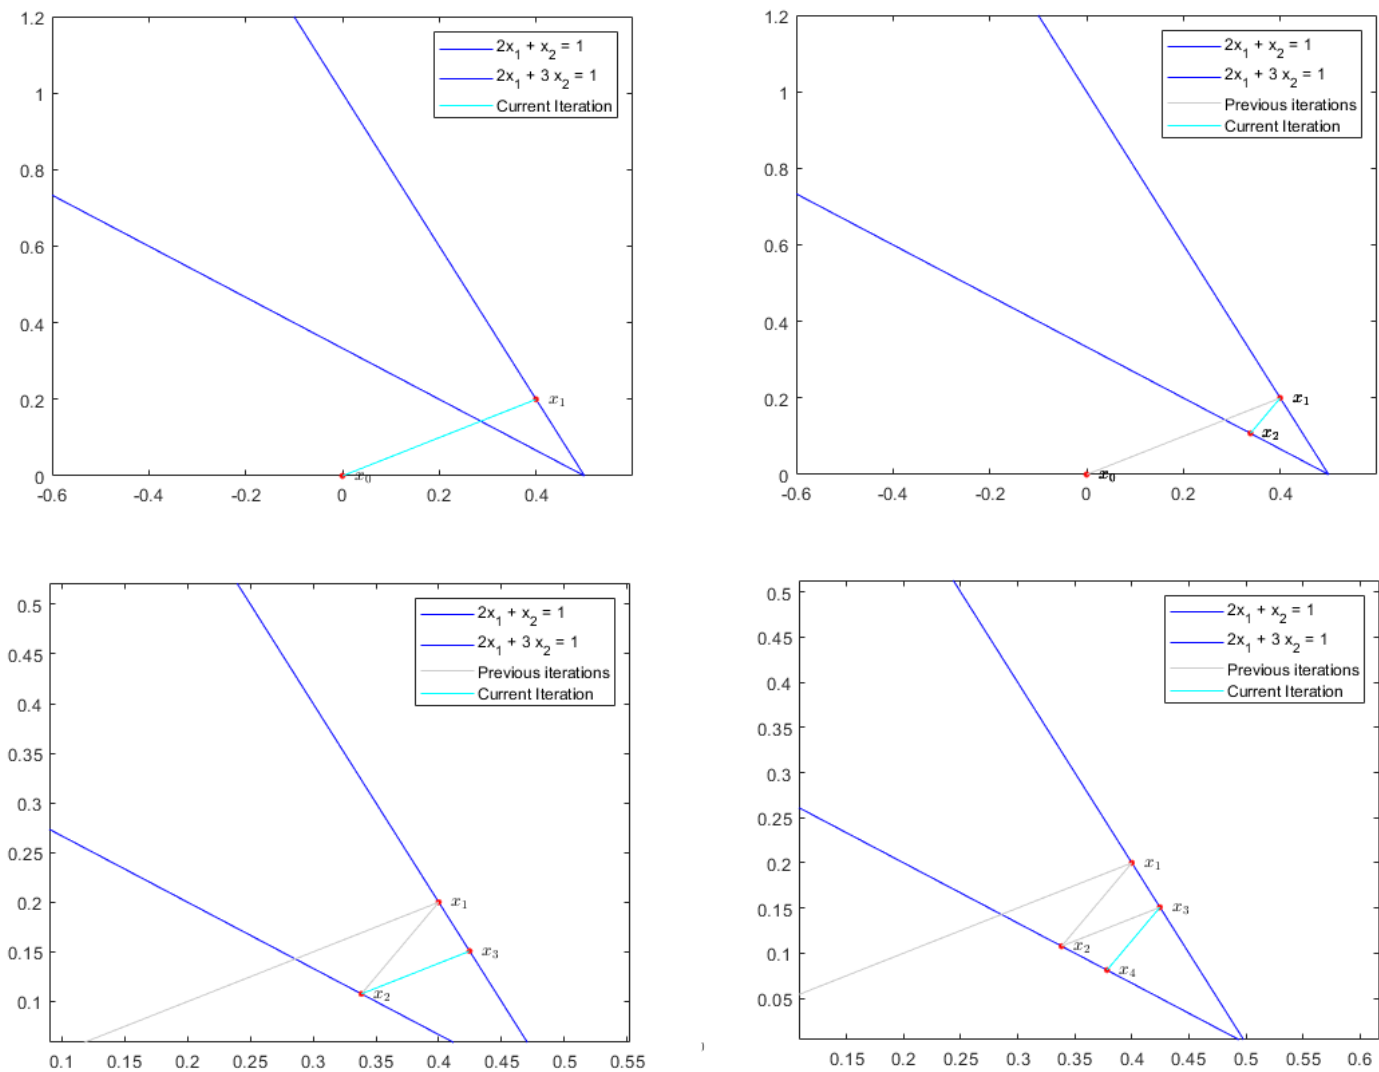 1.2
1
0.8
0.6
0.4
0.2
0
-0.6 -0.4 -0.2 0 0.2 0.4
2x₁ + x₂ = 1
2x₁ + 3 x₂ = 1
Current Iteration
x₁
x₀
1.2
1
0.8
0.6
0.4
0.2
0
-0.6 -0.4 -0.2 0 0.2 0.4
2x₁ + x₂ = 1
2x₁ + 3 x₂ = 1
Previous iterations
Current Iteration
x₁
x₂
x₀
0.5
0.45
0.4
0.35
0.3
0.25
0.2
0.15
0.1
0.1 0.15 0.2 0.25 0.3 0.35 0.4 0.45 0.5 0.55
2x₁ + x₂ = 1
2x₁ + 3 x₂ = 1
Previous iterations
Current Iteration
x₁
x₃
x₂
0.5
0.45
0.4
0.35
0.3
0.25
0.2
0.15
0.1
0.05
0.15 0.2 0.25 0.3 0.35 0.4 0.45 0.5 0.55 0.6
2x₁ + x₂ = 1
2x₁ + 3 x₂ = 1
Previous iterations
Current Iteration
x₁
x₃
x₂
x₄